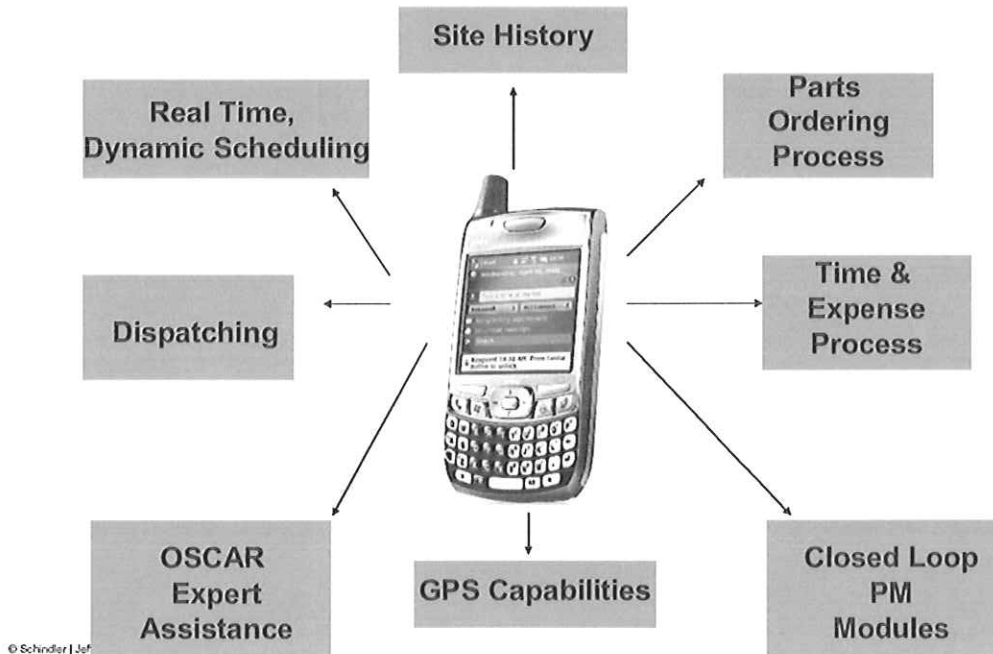 Site History
Real Time,
Dynamic Scheduling
Parts
Ordering
Process
Dispatching
Time &
Expense
Process
OSCAR
Expert
Assistance
GPS Capabilities
Closed Loop
PM
Modules
© Schindler |